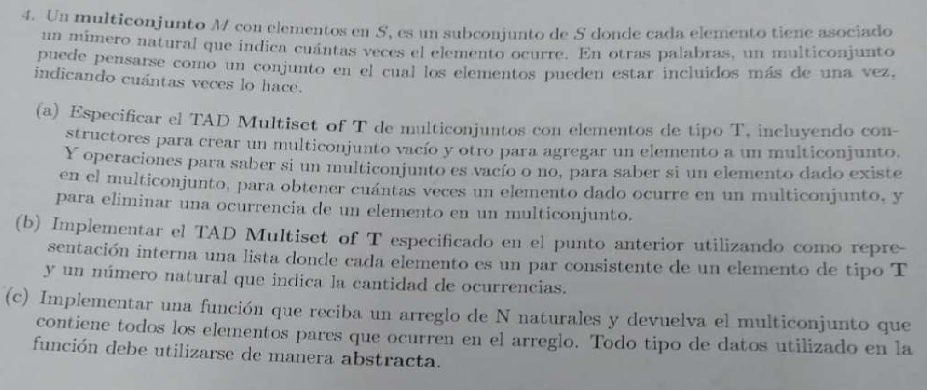 4. Un multiconjunto M con elementos en S, es un subconjunto de S donde cada elemento tiene asociado
un número natural que indica cuántas veces el elemento ocurre. En otras palabras, un multiconjunto
puede pensarse como un conjunto en el cual los elementos pueden estar incluidos más de una vez,
indicando cuántas veces lo hace.
(a) Especificar el TAD Multiset of T de multiconjuntos con elementos de tipo T, incluyendo con-
structores para crear un multiconjunto vacío y otro para agregar un elemento a un multiconjunto.
Y operaciones para saber si un multiconjunto es vacío o no, para saber si un elemento dado existe
en el multiconjunto, para obtener cuántas veces un elemento dado ocurre en un multiconjunto, y
para eliminar una ocurrencia de un elemento en un multiconjunto.
(b) Implementar el TAD Multiset of T especificado en el punto anterior utilizando como repre-
sentación interna una lista donde cada elemento es un par consistente de un elemento de tipo T
y un número natural que indica la cantidad de ocurrencias.
(c) Implementar una función que reciba un arreglo de N naturales y devuelva el multiconjunto que
contiene todos los elementos pares que ocurren en el arreglo. Todo tipo de datos utilizado en la
función debe utilizarse de manera abstracta.